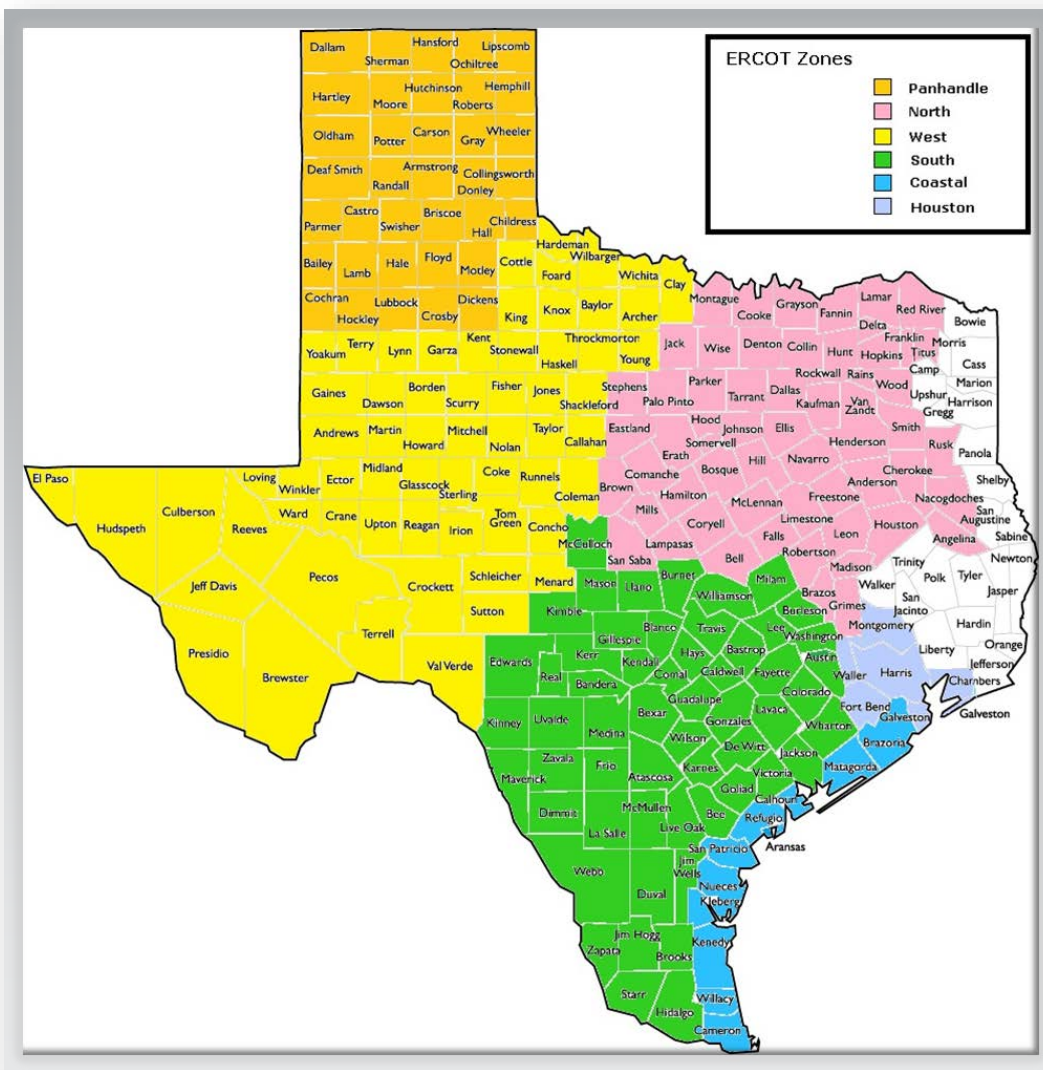 ERCOT Zones
Panhandle
North
West
South
Coastal
Houston
Dallam
Sherman
Hansford
Ochiltree
Lipscomb
Hartley
Moore
Hutchinson
Roberts
Hemphill
Oldham
Potter
Carson
Gray
Wheeler
Deaf Smith
Randall
Armstrong
Donley
Collingsworth
Parmer
Castro
Swisher
Briscoe
Hall
Childress
Bailey
Lamb
Hale
Floyd
Motley
Cottle
Hardeman
Foard
Wilbarger
Wichita
Clay
Cochran
Hockley
Lubbock
Crosby
Dickens
King
Knox
Baylor
Archer
Montague
Cooke
Grayson
Fannin
Lamar
Red River
Bowie
Yoakum
Terry
Lynn
Garza
Kent
Stonewall
Haskell
Throckmorton
Young
Jack
Wise
Denton
Collin
Hunt
Delta
Hopkins
Franklin
Titus
Morris
Camp
Cass
Marion
Harrison
Upshur
Gregg
Gaines
Dawson
Borden
Scurry
Fisher
Jones
Shackleford
Stephens
Palo Pinto
Parker
Tarrant
Dallas
Rockwall
Kaufman
Rains
Van
Zandt
Wood
Smith
Andrews
Martin
Howard
Mitchell
Nolan
Taylor
Callahan
Eastland
Erath
Hood
Somervell
Johnson
Ellis
Navarro
Henderson
Rusk
Panola
El Paso
Hudspeth
Culberson
Reeves
Loving
Winkler
Ward
Ector
Crane
Midland
Upton
Glasscock
Reagan
Sterling
Irion
Coke
Tom
Green
Runnels
Concho
Coleman
Brown
Comanche
Mills
Hamilton
Bosque
Hill
McLennan
Limestone
Freestone
Anderson
Cherokee
Nacogdoches
Shelby
San
Augustine
Sabine
Jeff Davis
Pecos
Crockett
Schleicher
Sutton
Menard
McCulloch
San Saba
Lampasas
Coryell
Bell
Falls
Robertson
Leon
Houston
Angelina
Madison
Trinity
Polk
Tyler
Newton
Jasper
Presidio
Brewster
Terrell
Val Verde
Kimble
Mason
Llano
Burnet
Williamson
Milam
Burleson
Brazos
Grimes
Walker
San
Jacinto
Hardin
Orange
Liberty
Jefferson
Montgomery
Edwards
Real
Kerr
Bandera
Gillespie
Kendall
Blanco
Comal
Hays
Travis
Bastrop
Lee
Washington
Austin
Waller
Harris
Chambers
Fort Bend
Galveston
Galveston
Kinney
Uvalde
Medina
Bexar
Guadalupe
Caldwell
Gonzales
Fayette
Lavaca
Colorado
Wharton
Brazoria
Matagorda
Maverick
Zavala
Frio
Atascosa
Wilson
Karnes
De Witt
Jackson
Victoria
Goliad
Calhoun
Dimmit
La Salle
McMullen
Live Oak
Bee
Refugio
Aransas
San Patricio
Webb
Duval
Jim
Wells
Nueces
Kleberg
Zapata
Jim Hogg
Brooks
Kenedy
Starr
Hidalgo
Willacy
Cameron